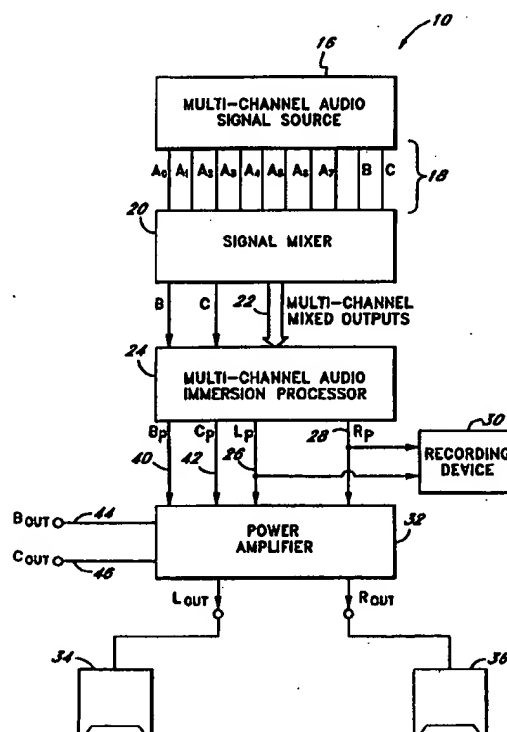 10
16
MULTI-CHANNEL AUDIO
SIGNAL SOURCE
A0 A1 A2 A3 A4 A5 A6 A7 B C
18
20
SIGNAL MIXER
B C 22 MULTI-CHANNEL
MIXED OUTPUTS
24
MULTI-CHANNEL AUDIO
IMMERSION PROCESSOR
30
BP CP LP 28 RP
RECORDING
DEVICE
40 42 26
BOUT 44
POWER
AMPLIFIER
32
COUT 46
LOUT ROUT
34 36